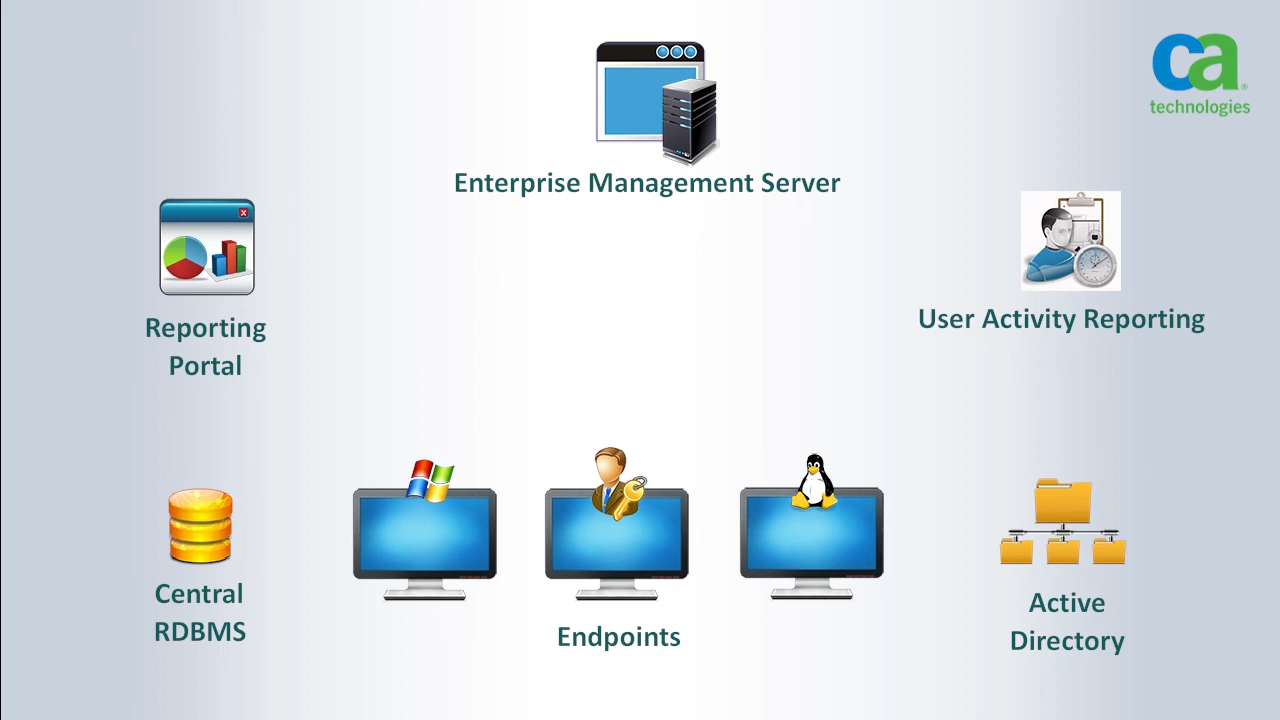 ca
technologies
Enterprise Management Server
Reporting
Portal
User Activity Reporting
Central
RDBMS
Endpoints
Active
Directory